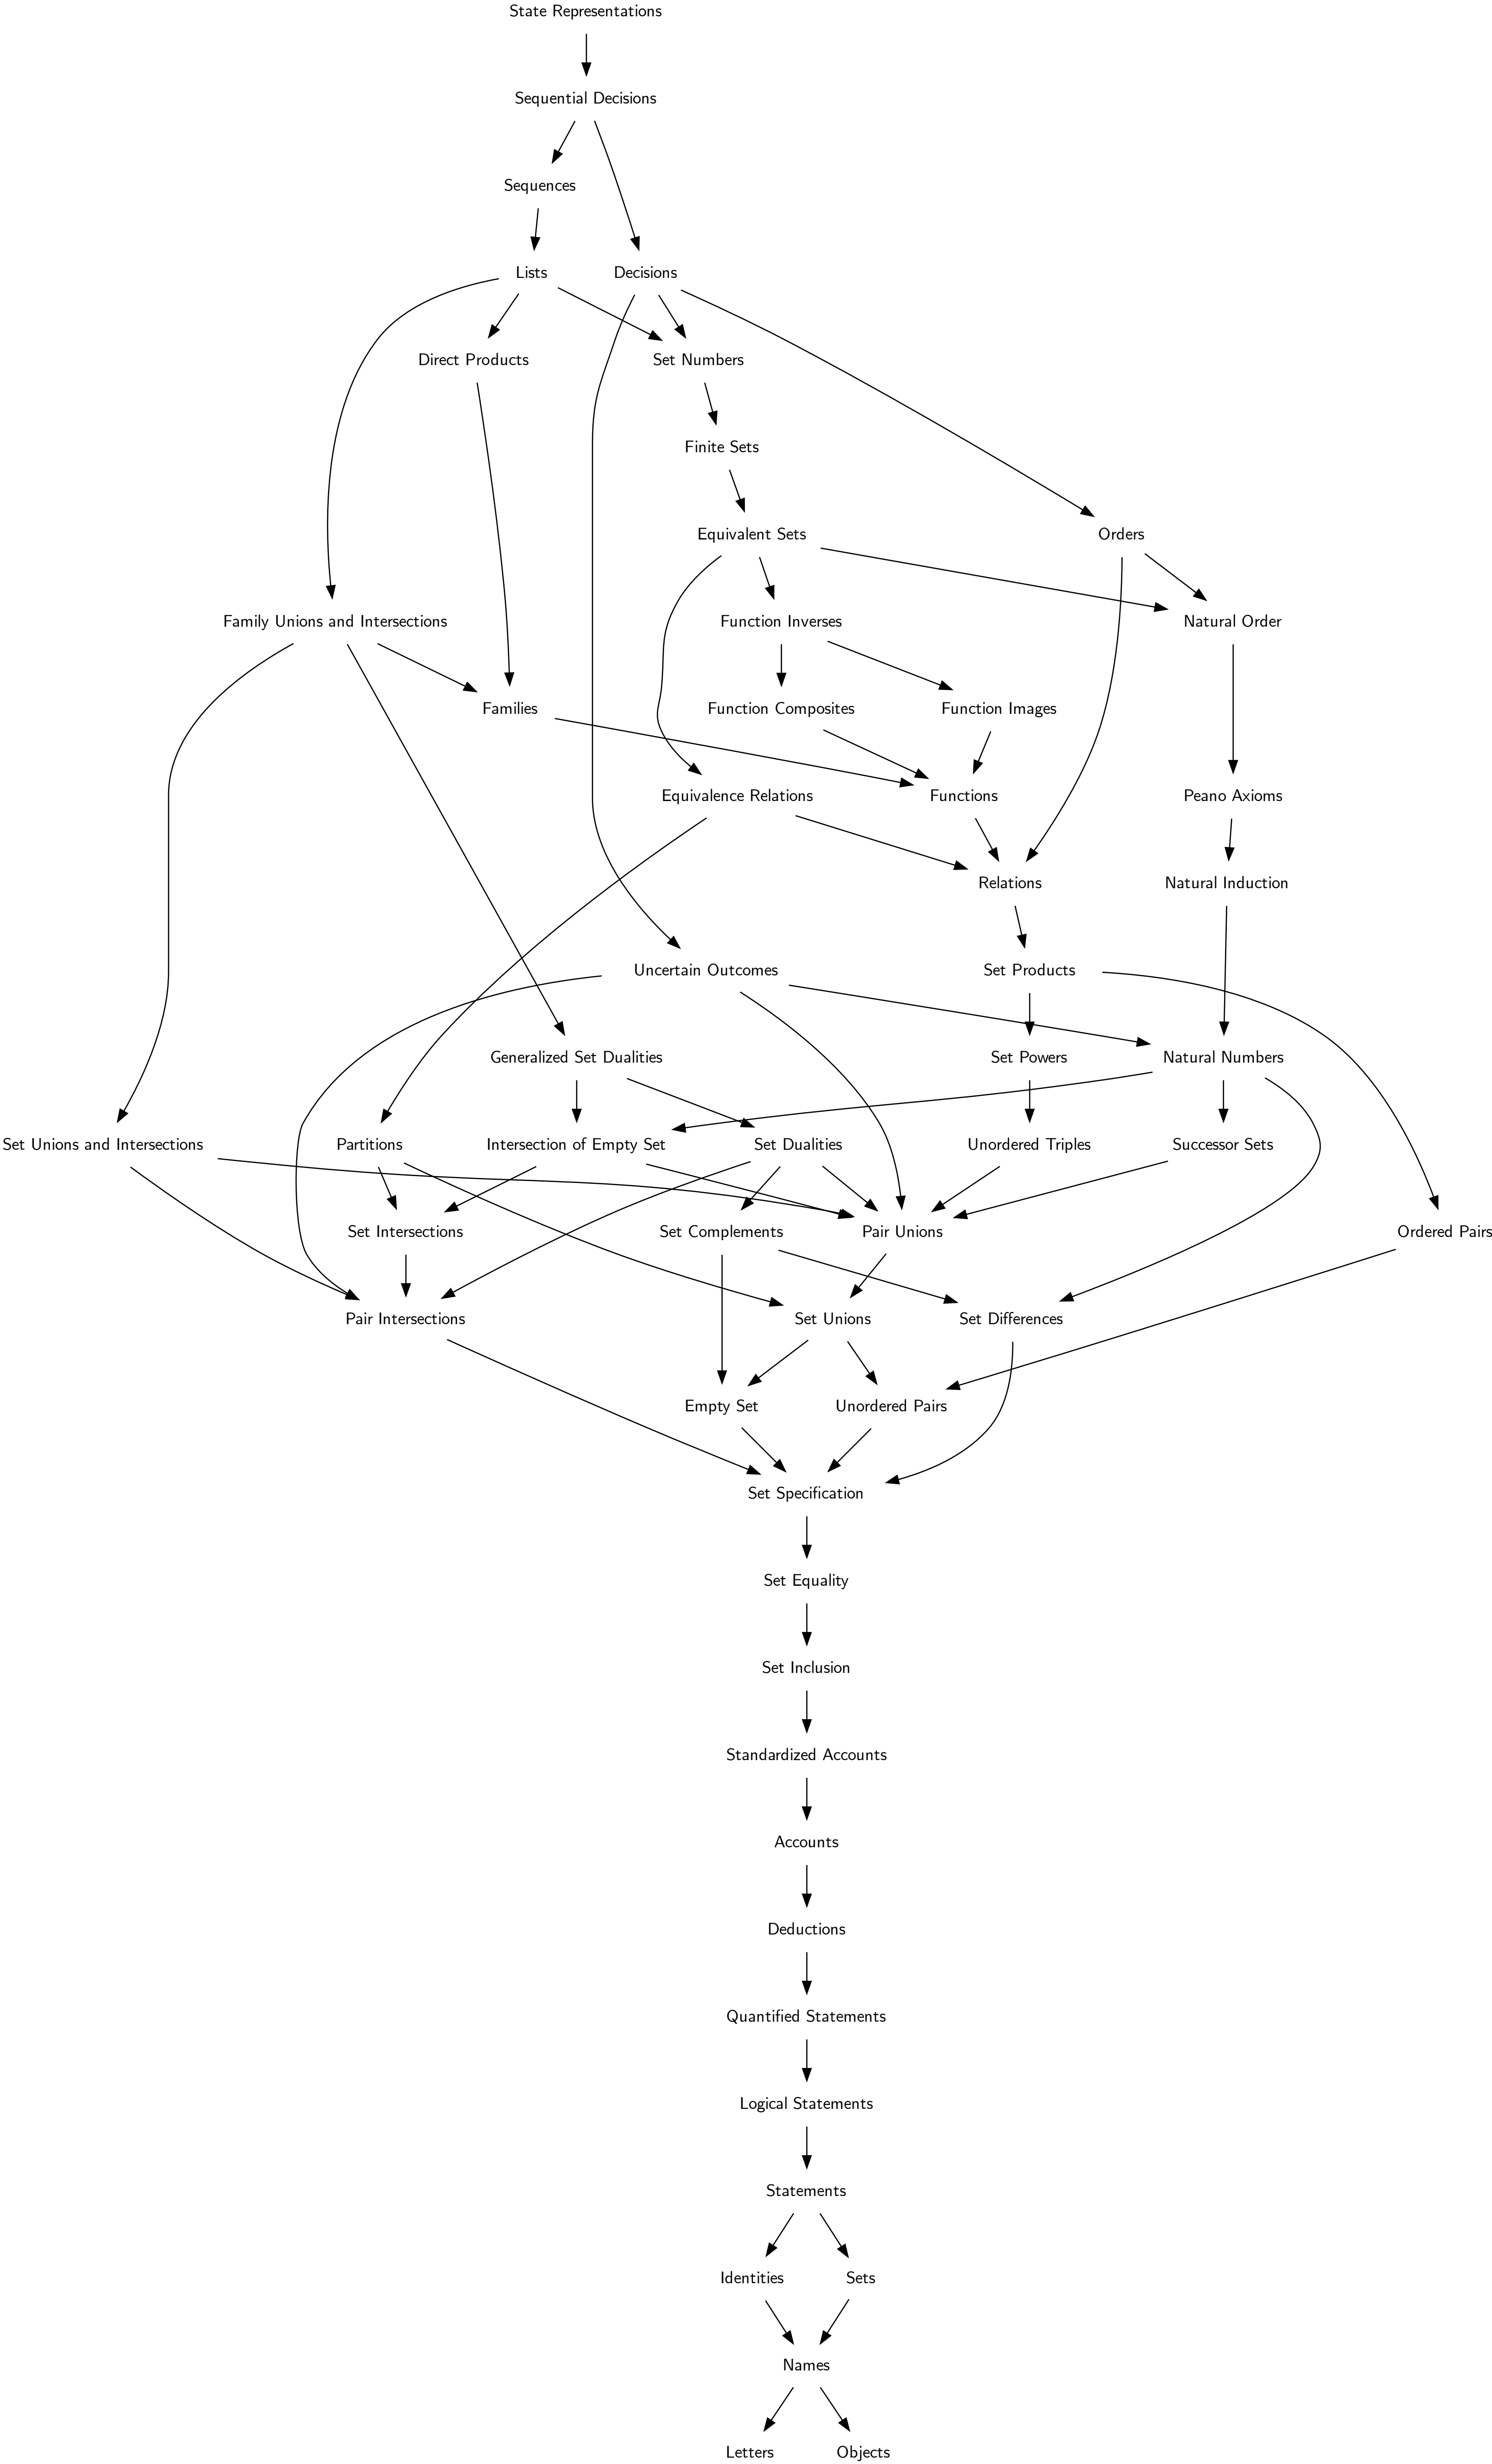 State Representations
Sequential Decisions
Sequences
Lists
Decisions
Direct Products
Set Numbers
Finite Sets
Equivalent Sets
Orders
Family Unions and Intersections
Function Inverses
Natural Order
Families
Function Composites
Function Images
Equivalence Relations
Functions
Peano Axioms
Relations
Natural Induction
Uncertain Outcomes
Set Products
Generalized Set Dualities
Set Powers
Natural Numbers
Set Unions and Intersections
Partitions
Intersection of Empty Set
Set Dualities
Unordered Triples
Successor Sets
Set Intersections
Set Complements
Pair Unions
Ordered Pairs
Pair Intersections
Set Unions
Set Differences
Empty Set
Unordered Pairs
Set Specification
Set Equality
Set Inclusion
Standardized Accounts
Accounts
Deductions
Quantified Statements
Logical Statements
Statements
Identities
Sets
Names
Letters
Objects